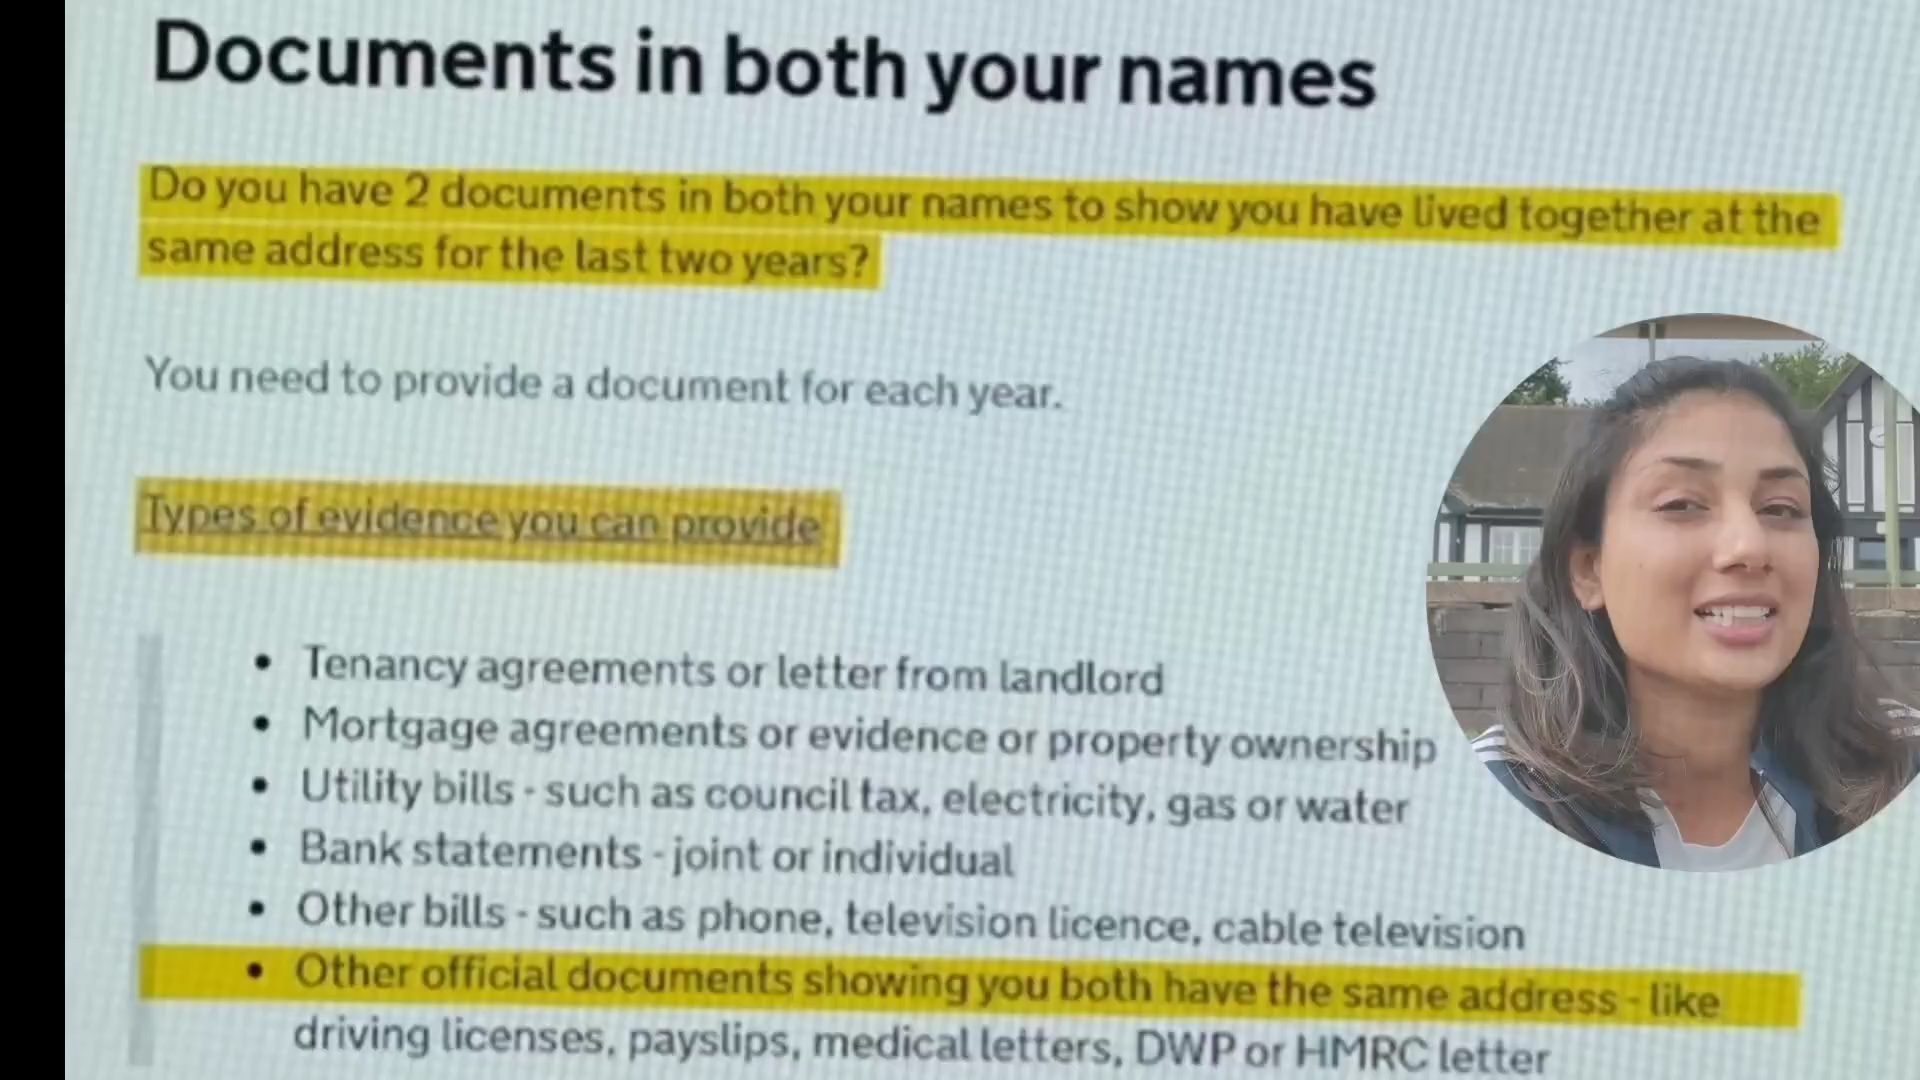 Documents in both your names
Do you have 2 documents in both your names to show you have lived together at the
same address for the last two years?
You need to provide a document for each year.
Types of evidence you can provide
• Tenancy agreements or letter from landlord
• Mortgage agreements or evidence or property ownership
• Utility bills - such as council tax, electricity, gas or water
• Bank statements - joint or individual
• Other bills - such as phone, television licence, cable television
• Other official documents showing you both have the same address - like
driving licenses, payslips, medical letters, DWP or HMRC letter